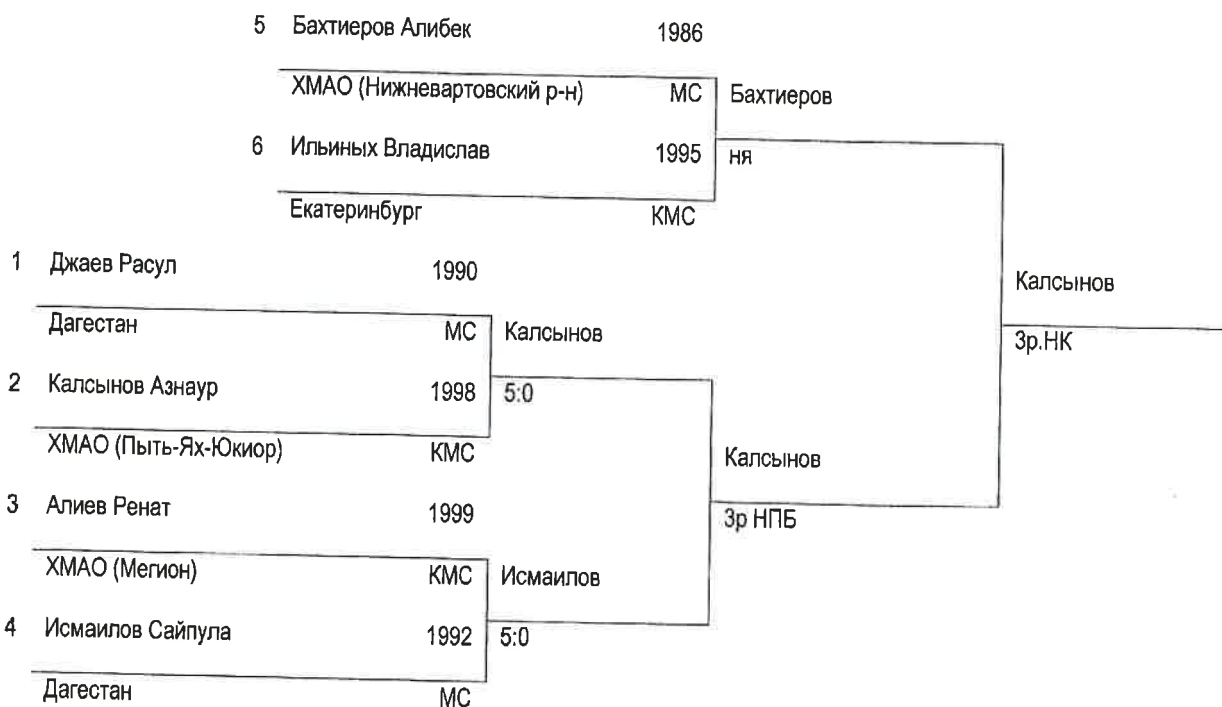 5 Бахтиеров Алибек 1986
ХМАО (Нижневартовский р-н) МС Бахтиеров
6 Ильиных Владислав 1995 ня
Екатеринбург КМС
1 Джаев Расул 1990
Калсынов
Дагестан МС Калсынов
3р.НК
2 Калсынов Азнаур 1998 5:0
ХМАО (Пыть-Ях-Юкиор) КМС
Калсынов
3 Алиев Ренат 1999
3р НПБ
ХМАО (Мегион) КМС Исмаилов
4 Исмаилов Сайпула 1992 5:0
Дагестан МС